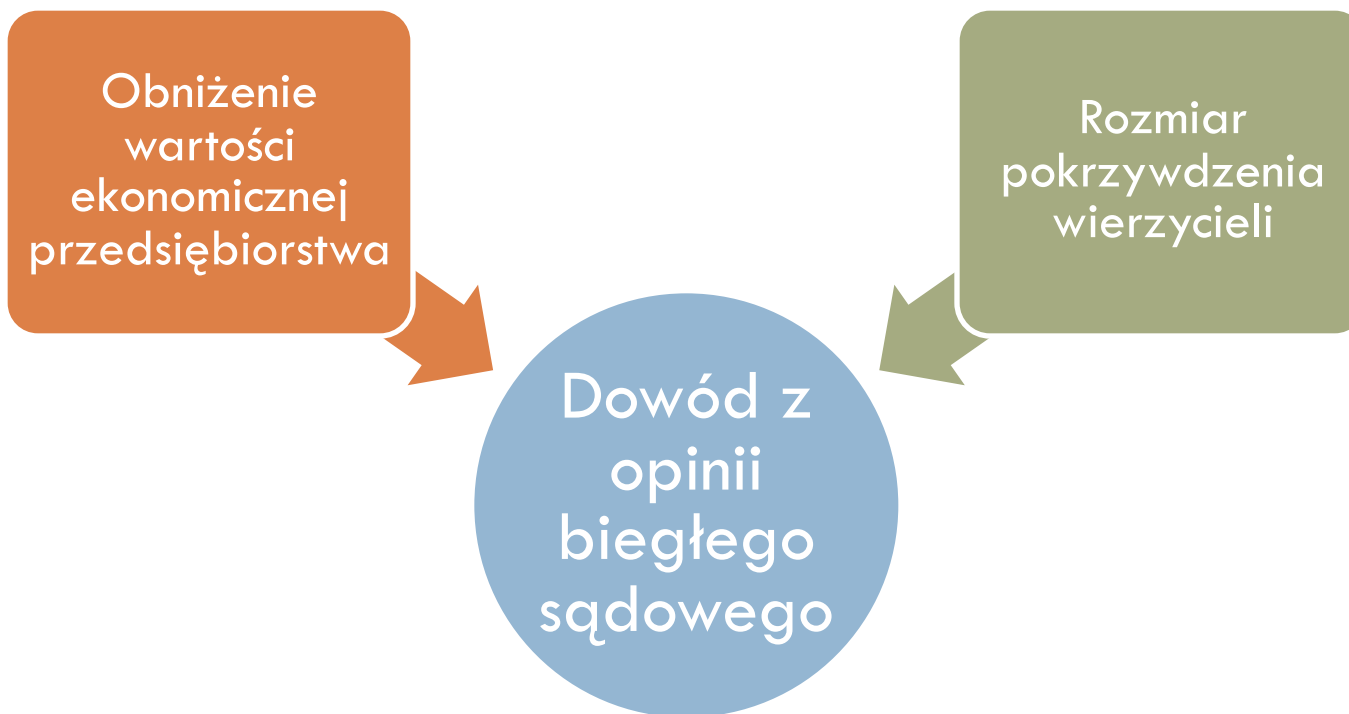 Obniżenie
wartości
ekonomicznej
przedsiębiorstwa
Rozmiar
pokrzywdzenia
wierzycieli
Dowód z
opinii
biegłego
sądowego